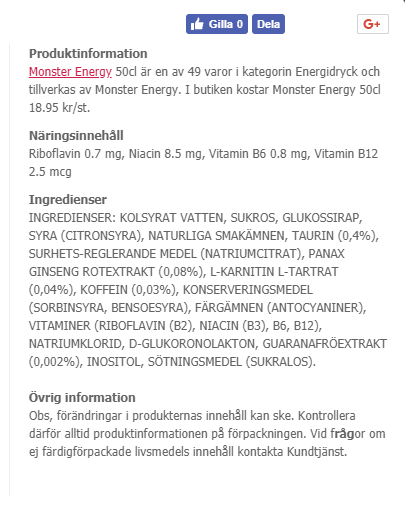 Gilla 0 Dela G+
Produktinformation
Monster Energy 50cl är en av 49 varor i kategorin Energidryck och
tillverkas av Monster Energy. I butiken kostar Monster Energy 50cl
18.95 kr/st.
Näringsinnehåll
Riboflavin 0.7 mg, Niacin 8.5 mg, Vitamin B6 0.8 mg, Vitamin B12
2.5 mcg
Ingredienser
INGREDIENSER: KOLSYRAT VATTEN, SUKROS, GLUKOSSIRAP,
SYRA (CITRONSYRA), NATURLIGA SMAKÄMNEN, TAURIN (0,4%),
SURHETS-REGLERANDE MEDEL (NATRIUMCITRAT), PANAX
GINSENG ROTEXTRAKT (0,08%), L-KARNITIN L-TARTRAT
(0,04%), KOFFEIN (0,03%), KONSERVERINGSMEDEL
(SORBINSYRA, BENSOESYRA), FÄRGÄMNEN (ANTOCYANINER),
VITAMINER (RIBOFLAVIN (B2), NIACIN (B3), B6, B12),
NATRIUMKLORID, D-GLUKORONOLAKTON, GUARANAFRÖEXTRAKT
(0,002%), INOSITOL, SÖTNINGSMEDEL (SUKRALOS).
Övrig information
Obs, förändringar i produkternas innehåll kan ske. Kontrollera
därför alltid produktinformationen på förpackningen. Vid frågor om
ej färdigförpackade livsmedels innehåll kontakta Kundtjänst.